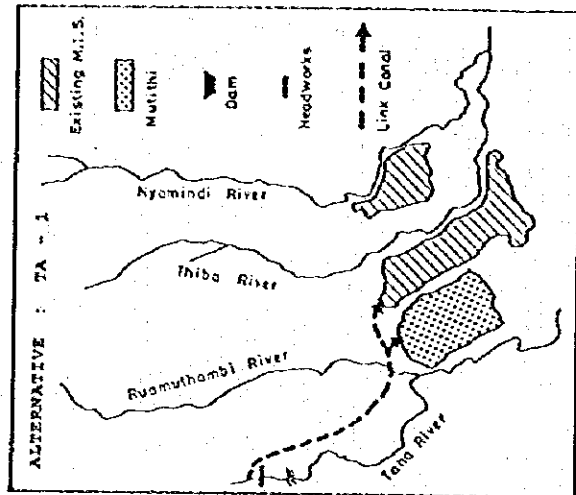 ALTERNATIVE : TA - 1
Existing M.I.S.
Mutithi
Dam
Headworks
Link Canal
Nyamindi River
Thiba River
Ruamuthambi River
Tana River